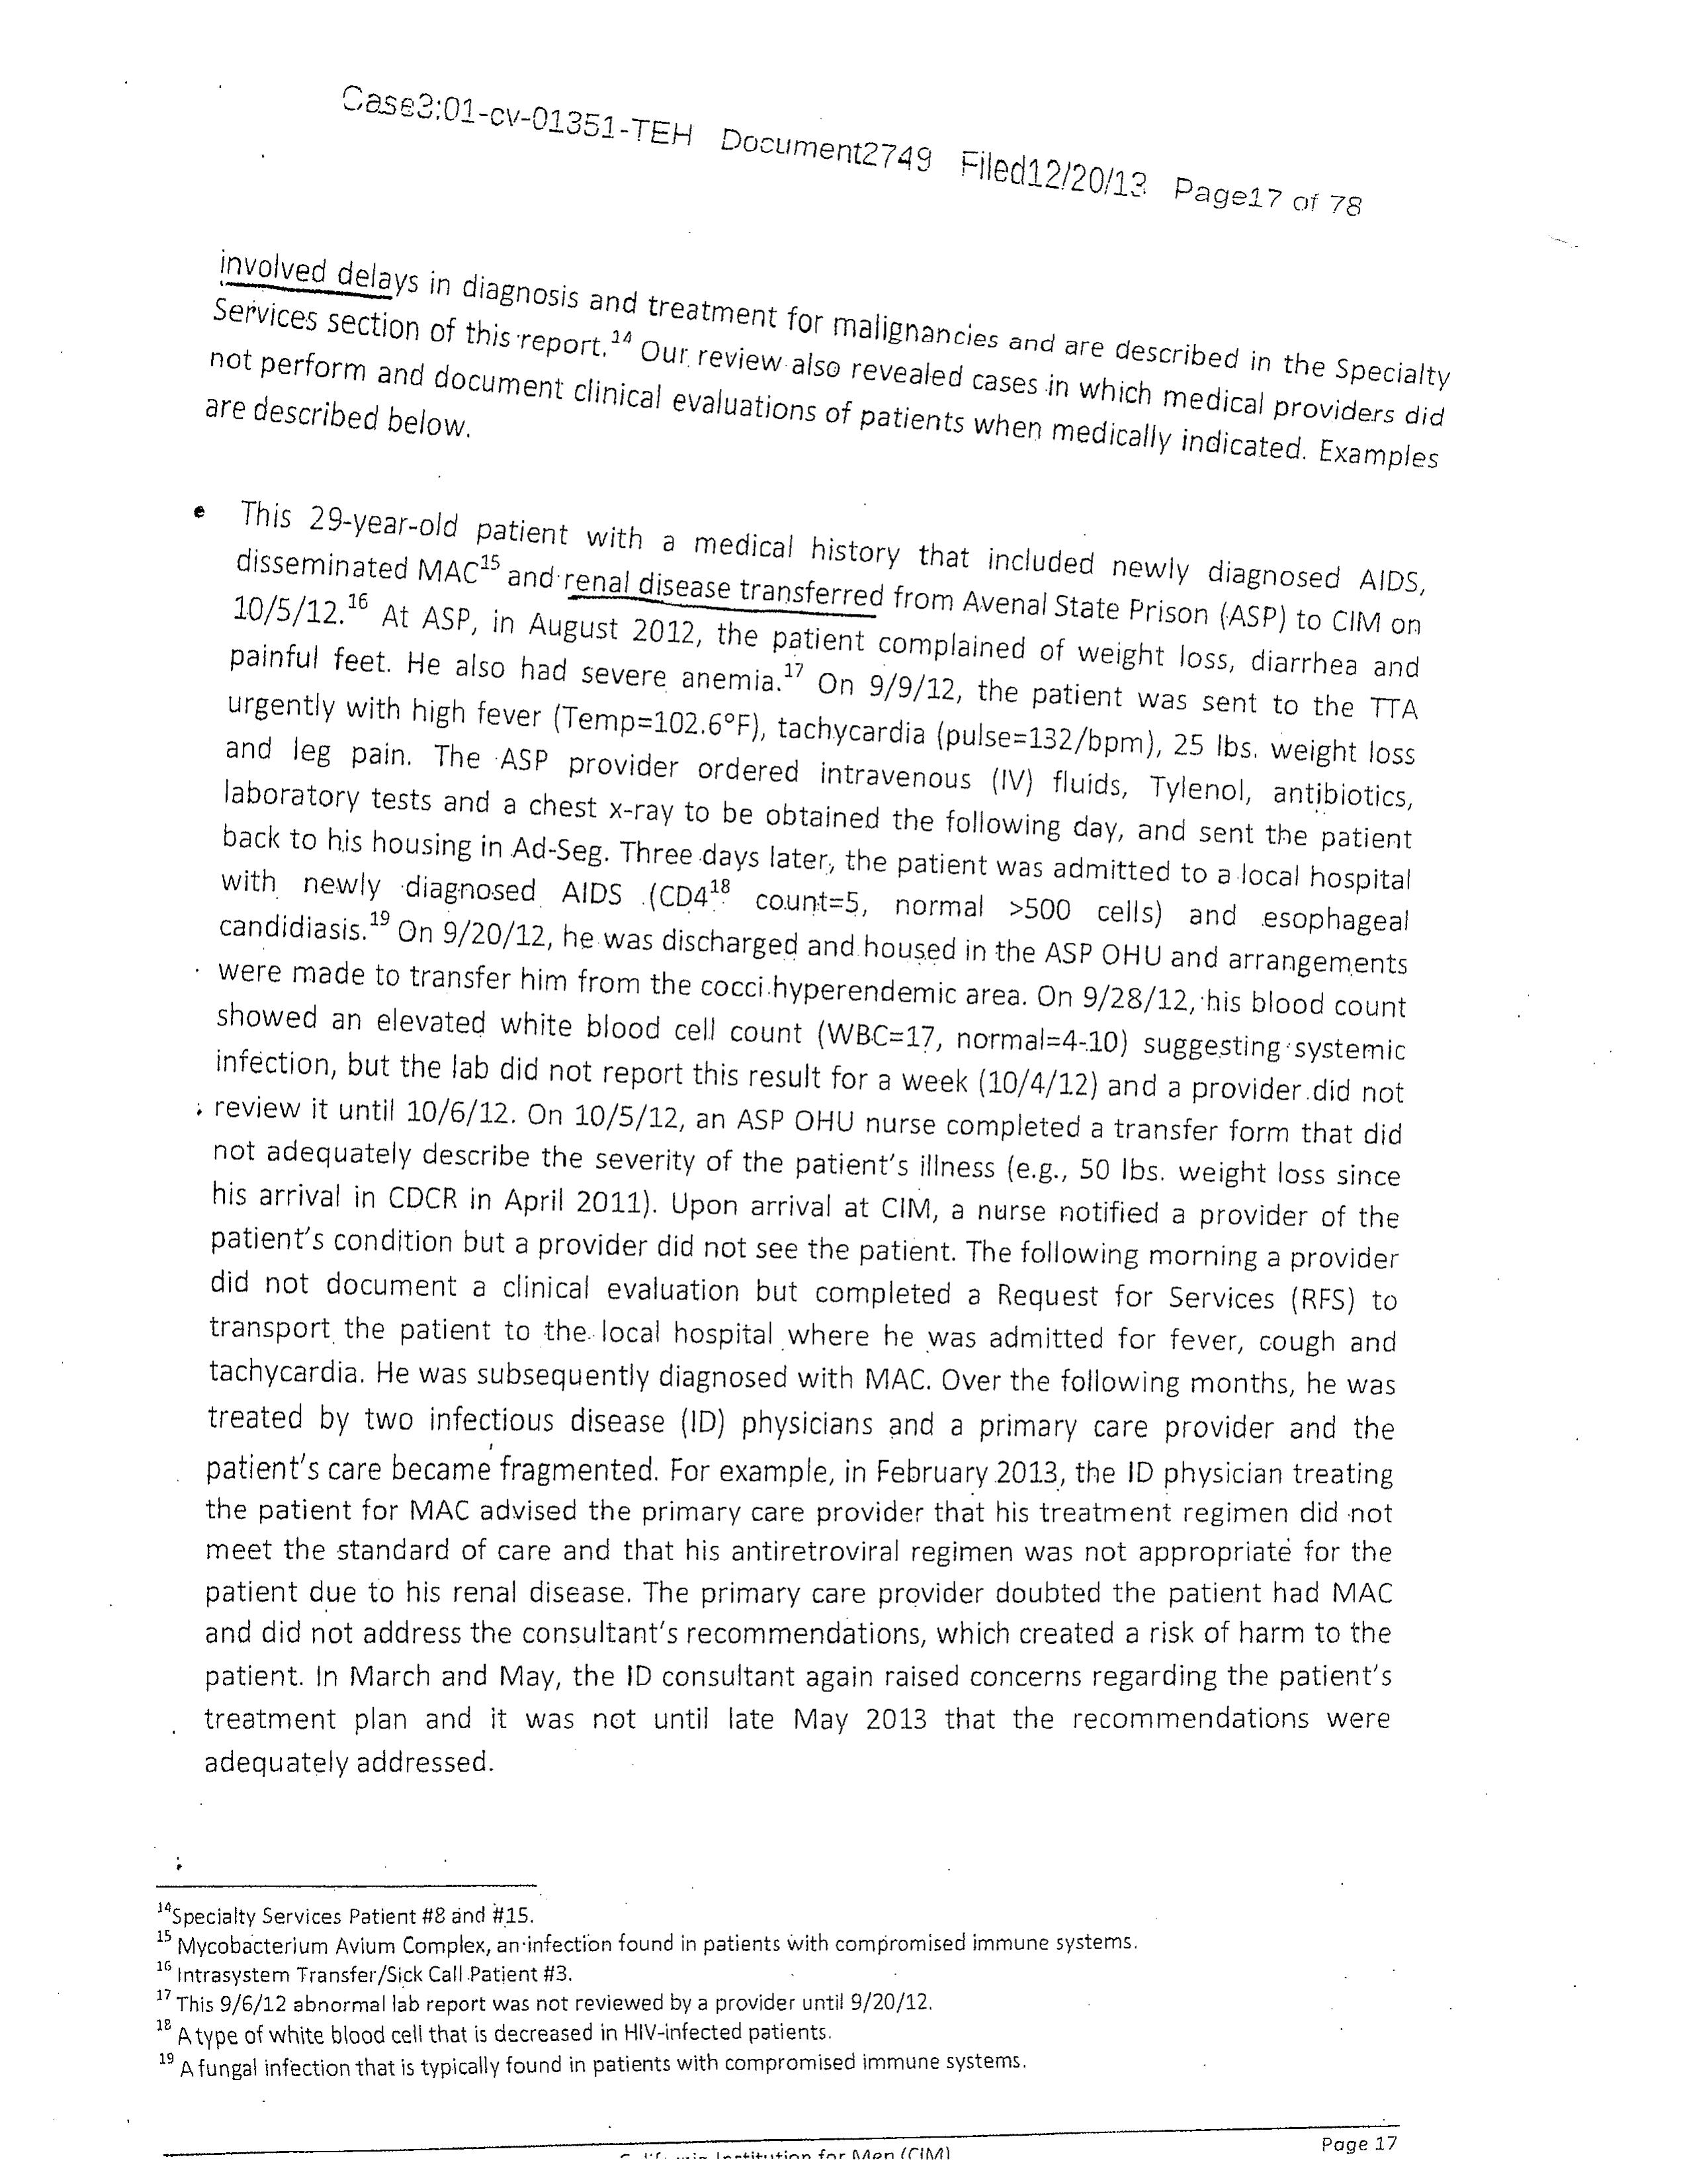 Case3:01-cv-01351-TEH Document2749 Filed12/20/13 Page17 of 78
involved delays in diagnosis and treatment for malignancies and are described in the Specialty
Services section of this report.14 Our review also revealed cases in which medical providers did
not perform and document clinical evaluations of patients when medically indicated. Examples
are described below.
• This 29-year-old patient with a medical history that included newly diagnosed AIDS,
disseminated MAC15 and renal disease transferred from Avenal State Prison (ASP) to CIM on
10/5/12.16 At ASP, in August 2012, the patient complained of weight loss, diarrhea and
painful feet. He also had severe anemia.17 On 9/9/12, the patient was sent to the TTA
urgently with high fever (Temp=102.6°F), tachycardia (pulse=132/bpm), 25 lbs. weight loss
and leg pain. The ASP provider ordered intravenous (IV) fluids, Tylenol, antibiotics,
laboratory tests and a chest x-ray to be obtained the following day, and sent the patient
back to his housing in Ad-Seg. Three days later, the patient was admitted to a local hospital
with newly diagnosed AIDS (CD418 count=5, normal >500 cells) and esophageal
candidiasis.19 On 9/20/12, he was discharged and housed in the ASP OHU and arrangements
were made to transfer him from the cocci hyperendemic area. On 9/28/12, his blood count
showed an elevated white blood cell count (WBC=17, normal=4-10) suggesting systemic
infection, but the lab did not report this result for a week (10/4/12) and a provider did not
review it until 10/6/12. On 10/5/12, an ASP OHU nurse completed a transfer form that did
not adequately describe the severity of the patient's illness (e.g., 50 lbs. weight loss since
his arrival in CDCR in April 2011). Upon arrival at CIM, a nurse notified a provider of the
patient's condition but a provider did not see the patient. The following morning a provider
did not document a clinical evaluation but completed a Request for Services (RFS) to
transport the patient to the local hospital where he was admitted for fever, cough and
tachycardia. He was subsequently diagnosed with MAC. Over the following months, he was
treated by two infectious disease (ID) physicians and a primary care provider and the
patient's care became fragmented. For example, in February 2013, the ID physician treating
the patient for MAC advised the primary care provider that his treatment regimen did not
meet the standard of care and that his antiretroviral regimen was not appropriate for the
patient due to his renal disease. The primary care provider doubted the patient had MAC
and did not address the consultant's recommendations, which created a risk of harm to the
patient. In March and May, the ID consultant again raised concerns regarding the patient's
treatment plan and it was not until late May 2013 that the recommendations were
adequately addressed.
14Specialty Services Patient #8 and #15.
15 Mycobacterium Avium Complex, an infection found in patients with compromised immune systems.
16 Intrasystem Transfer/Sick Call Patient #3.
17 This 9/6/12 abnormal lab report was not reviewed by a provider until 9/20/12.
18 A type of white blood cell that is decreased in HIV-infected patients.
19 A fungal infection that is typically found in patients with compromised immune systems.
Page 17
California Institution for Men (CIM)